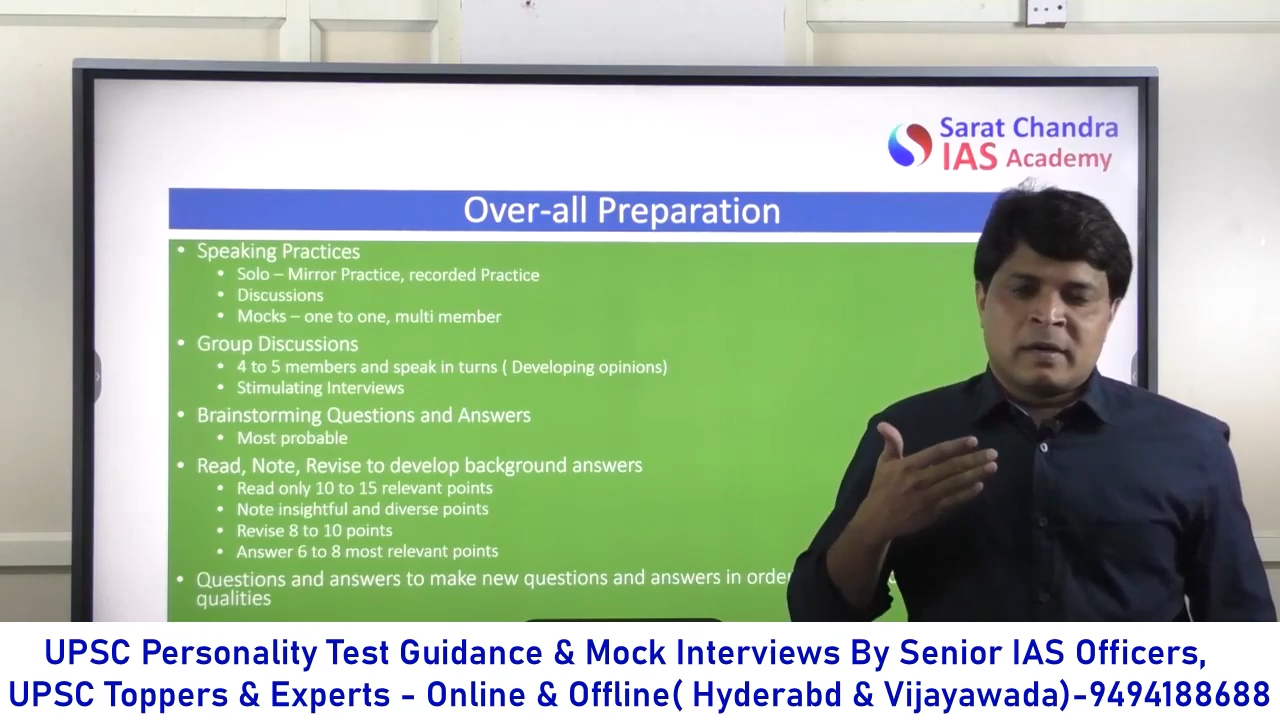 Sarat Chandra
IAS Academy
Over-all Preparation
• Speaking Practices
• Solo – Mirror Practice, recorded Practice
• Discussions
• Mocks – one to one, multi member
• Group Discussions
• 4 to 5 members and speak in turns ( Developing opinions)
• Stimulating Interviews
• Brainstorming Questions and Answers
• Most probable
• Read, Note, Revise to develop background answers
• Read only 10 to 15 relevant points
• Note insightful and diverse points
• Revise 8 to 10 points
• Answer 6 to 8 most relevant points
• Questions and answers to make new questions and answers in
qualities
UPSC Personality Test Guidance & Mock Interviews By Senior IAS Officers,
UPSC Toppers & Experts - Online & Offline( Hyderabd & Vijayawada)-9494188688